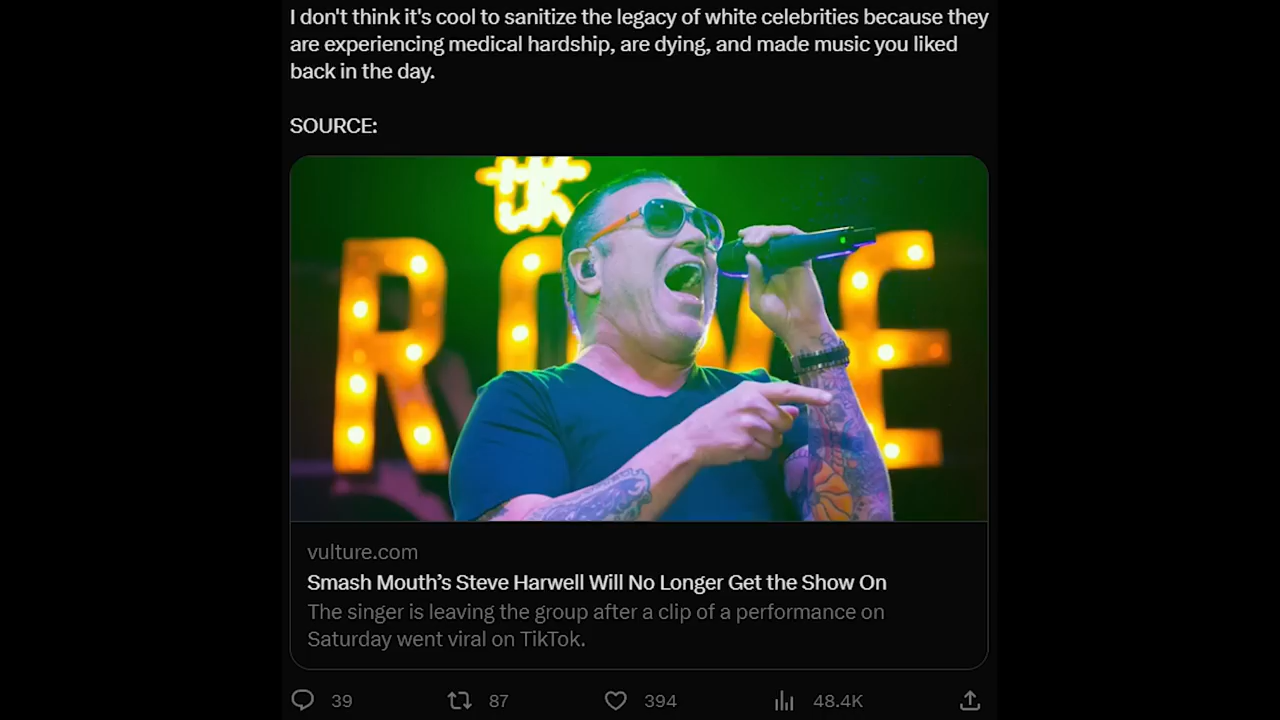 I don't think it's cool to sanitize the legacy of white celebrities because they
are experiencing medical hardship, are dying, and made music you liked
back in the day.
SOURCE:
vulture.com
Smash Mouth’s Steve Harwell Will No Longer Get the Show On
The singer is leaving the group after a clip of a performance on
Saturday went viral on TikTok.
39 87 394 48.4K